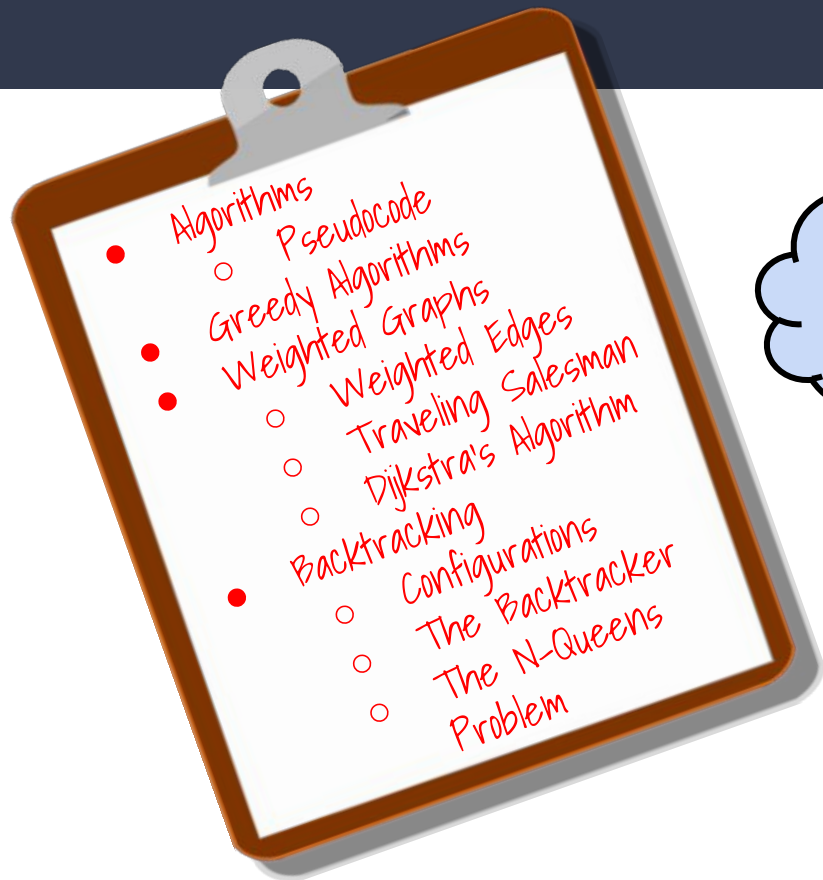 ● Algorithms
○ Pseudocode
● Greedy Algorithms
● Weighted Graphs
○ Weighted Edges
○ Traveling Salesman
○ Dijkstra's Algorithm
● Backtracking
○ Configurations
○ The Backtracker
○ The N-Queens
Problem